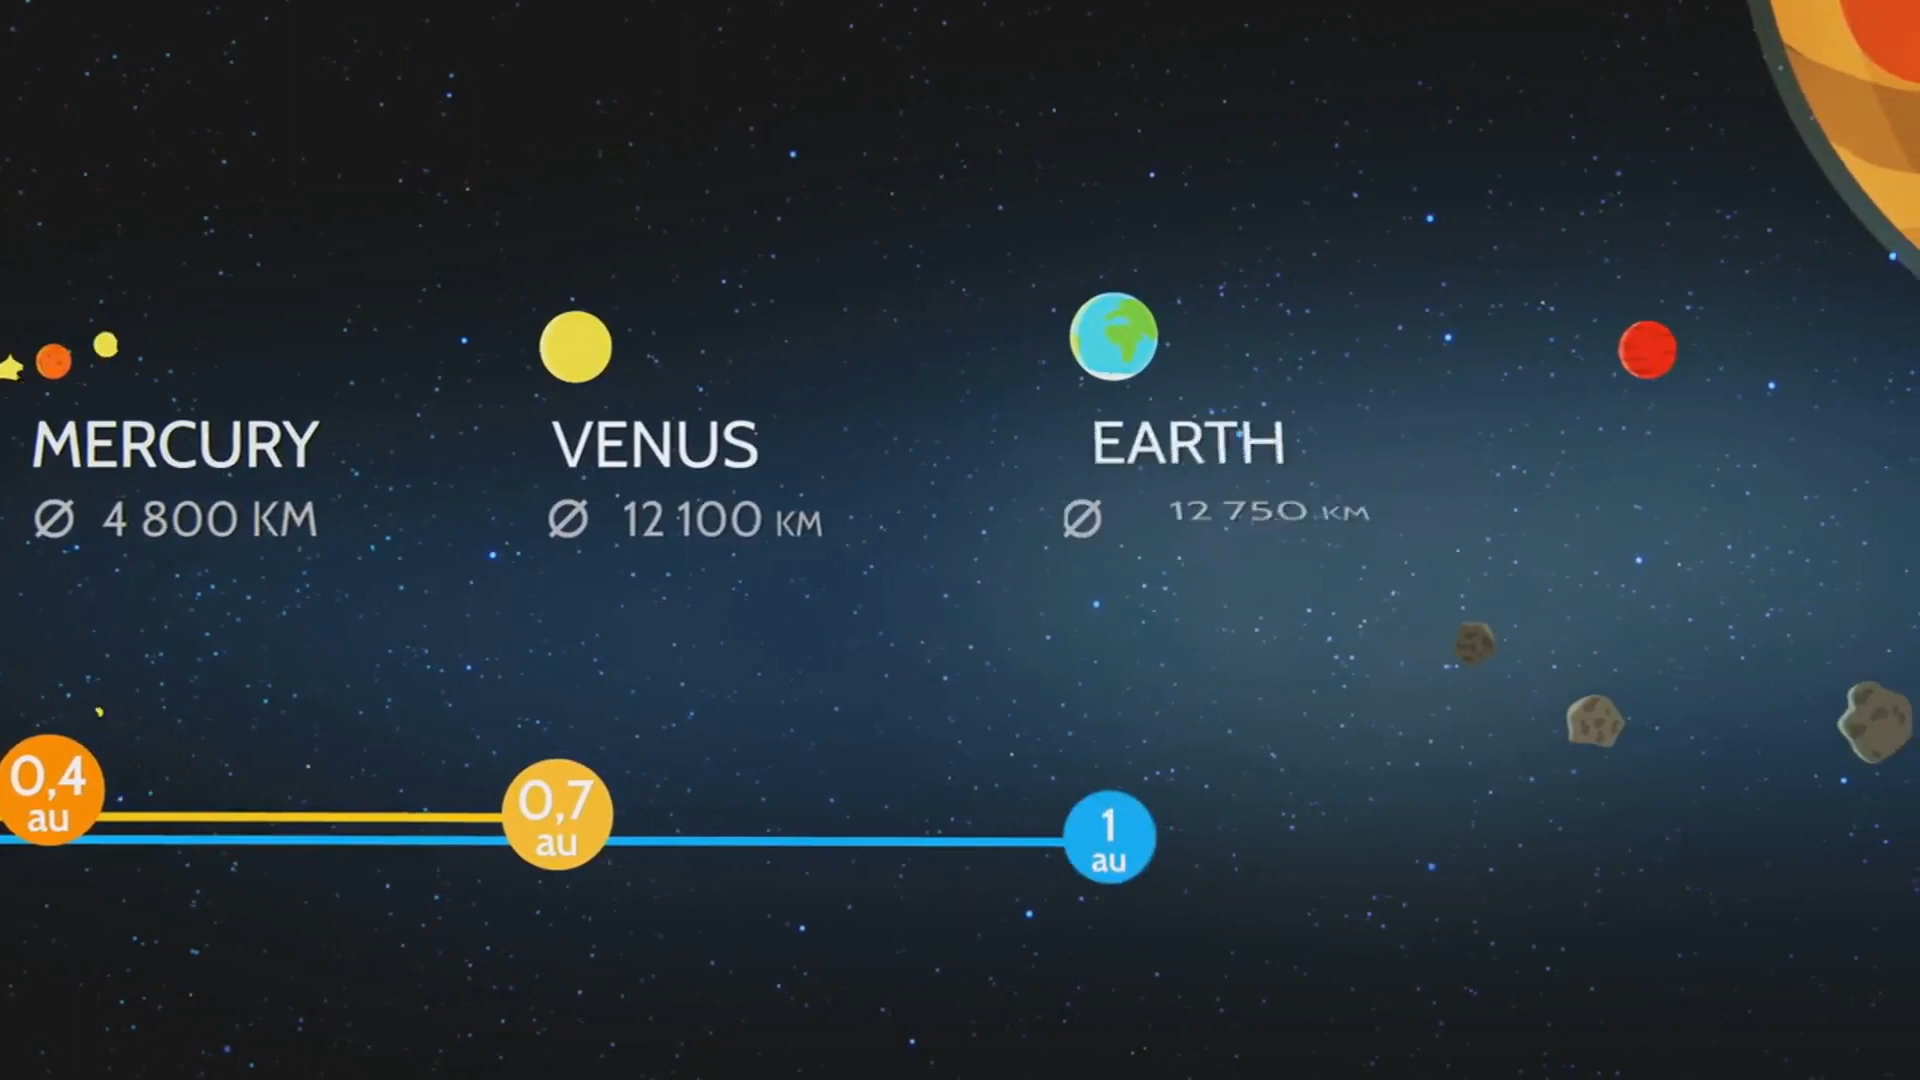 MERCURY
Ø 4 800 KM
VENUS
Ø 12 100 KM
EARTH
Ø 12 750 KM
0,4
au
0,7
au
1
au